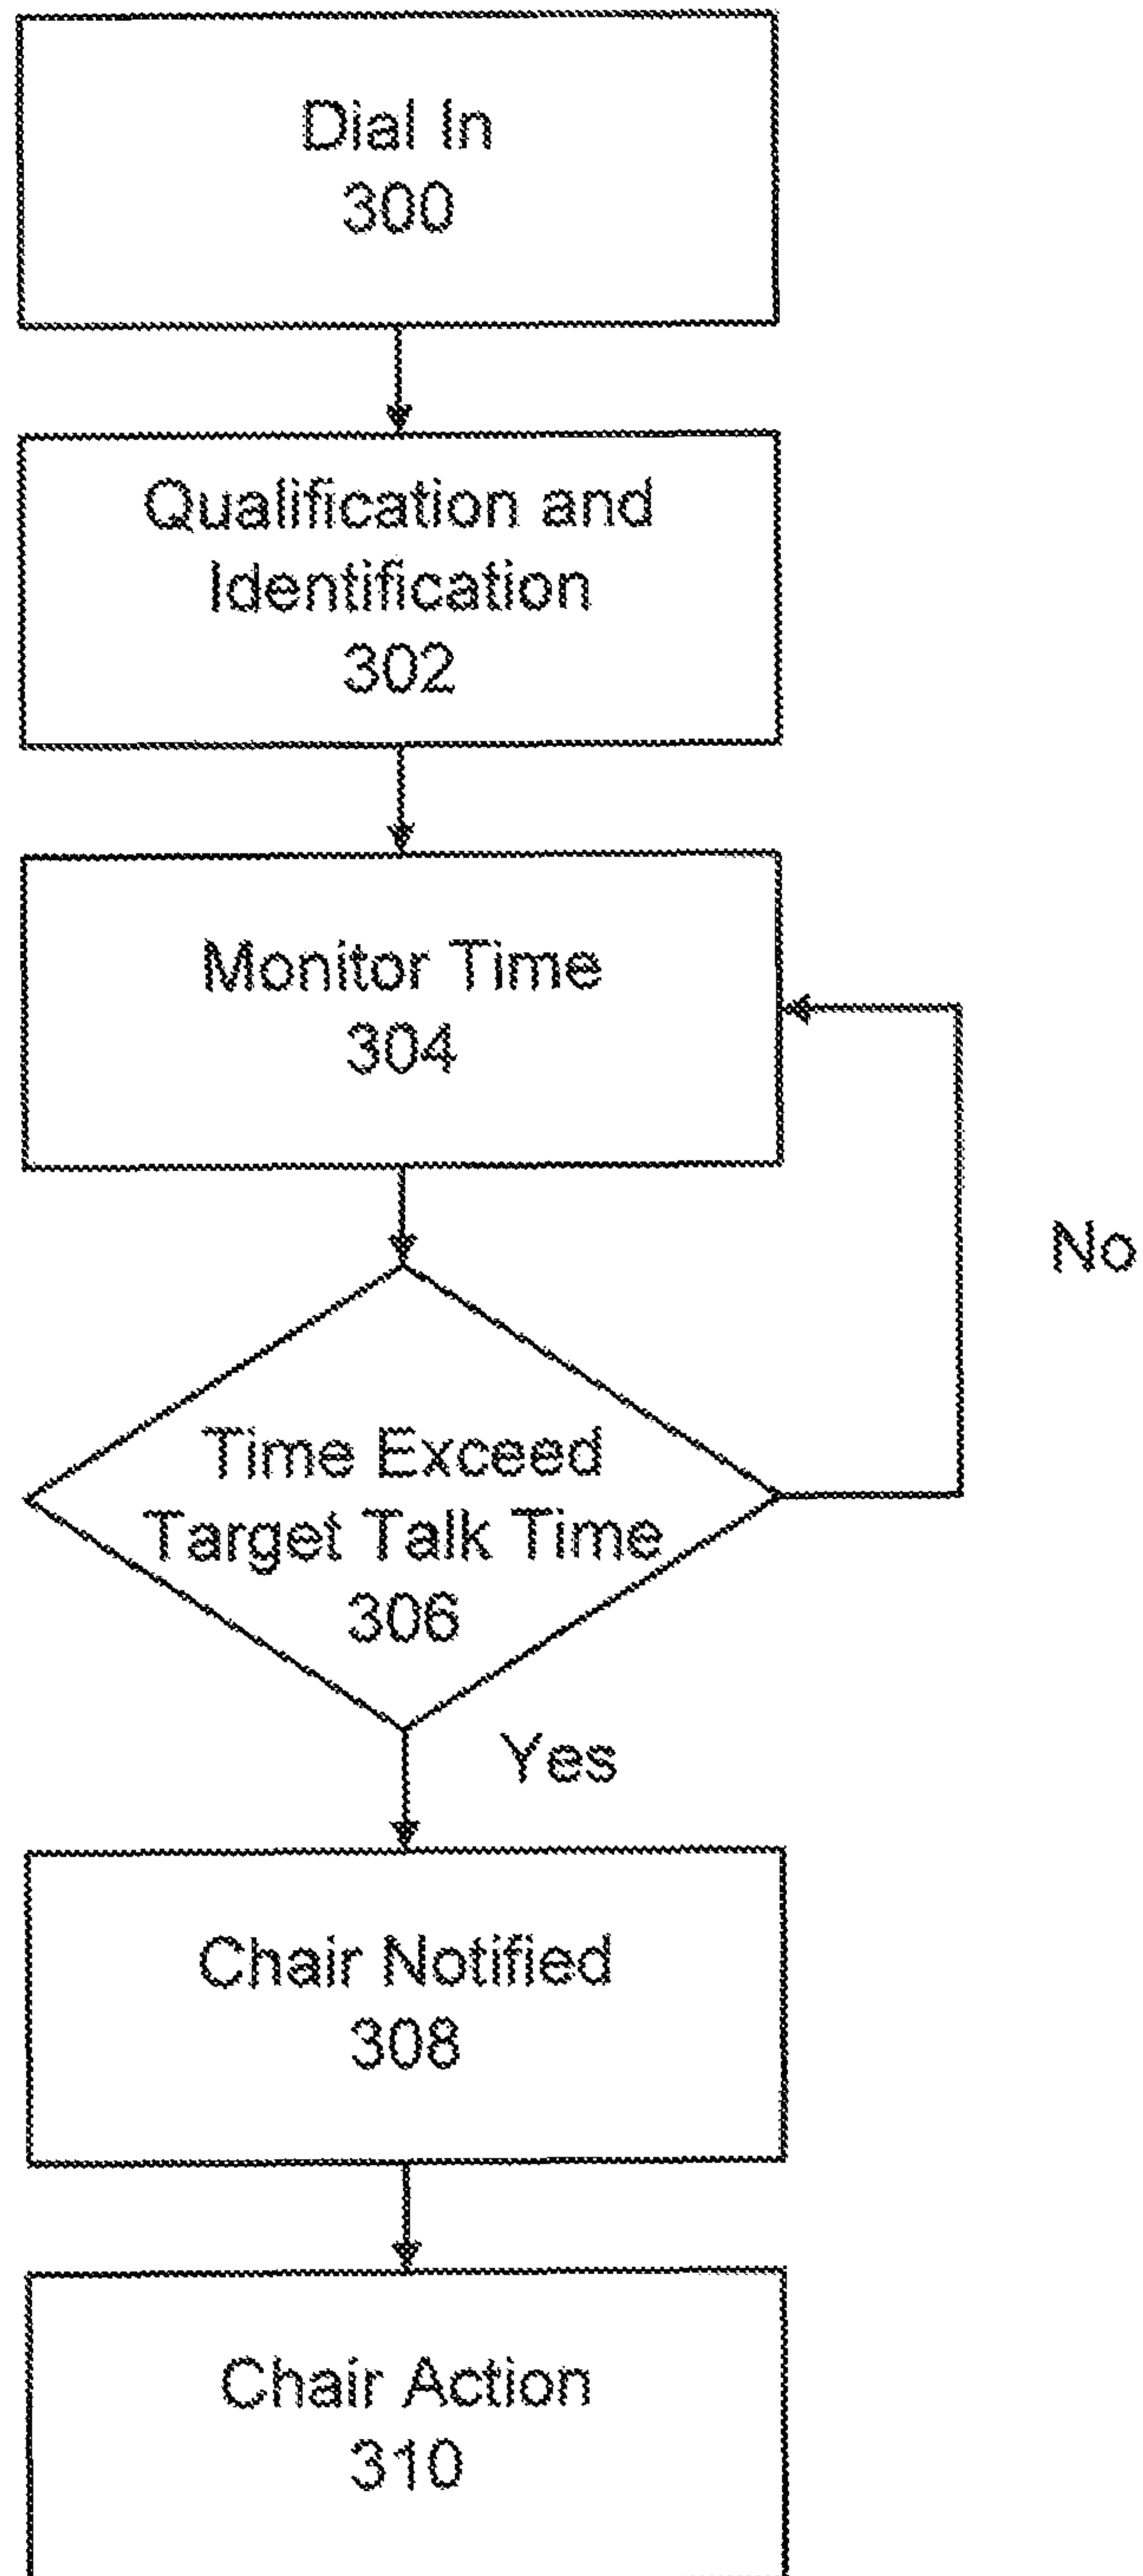 Dial In
300
Qualification and
Identification
302
Monitor Time
304
No
Time Exceed
Target Talk Time
306
Yes
Chair Notified
308
Chair Action
310